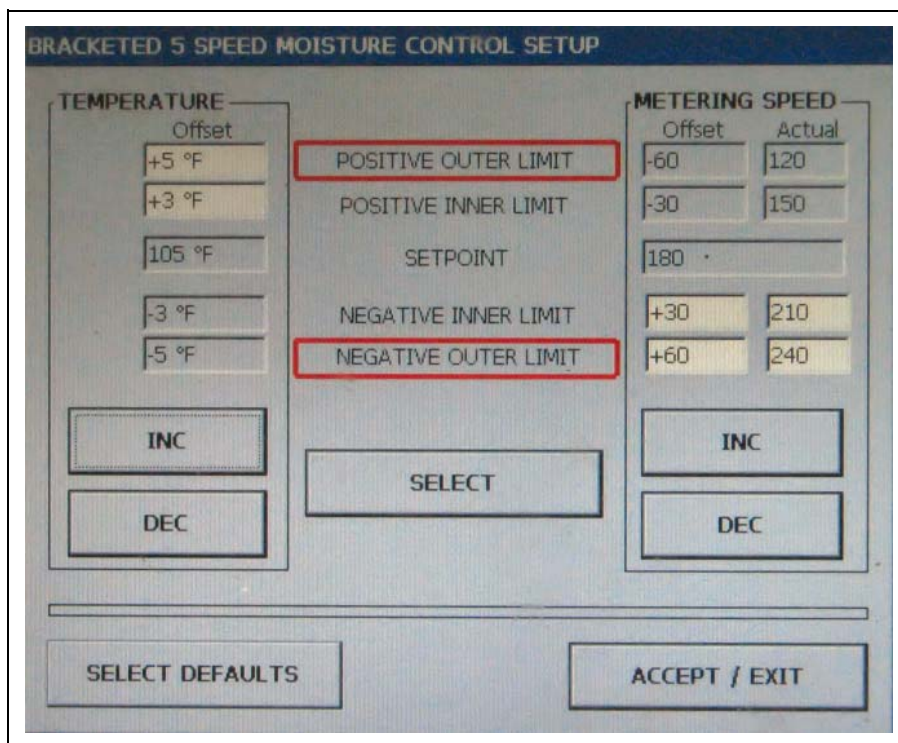 BRACKETED 5 SPEED MOISTURE CONTROL SETUP
TEMPERATURE
METERING SPEED
Offset
Offset Actual
+5 °F POSITIVE OUTER LIMIT -60 120
+3 °F POSITIVE INNER LIMIT -30 150
105 °F SETPOINT 180
-3 °F NEGATIVE INNER LIMIT +30 210
-5 °F NEGATIVE OUTER LIMIT +60 240
INC
SELECT
INC
DEC
DEC
SELECT DEFAULTS
ACCEPT / EXIT